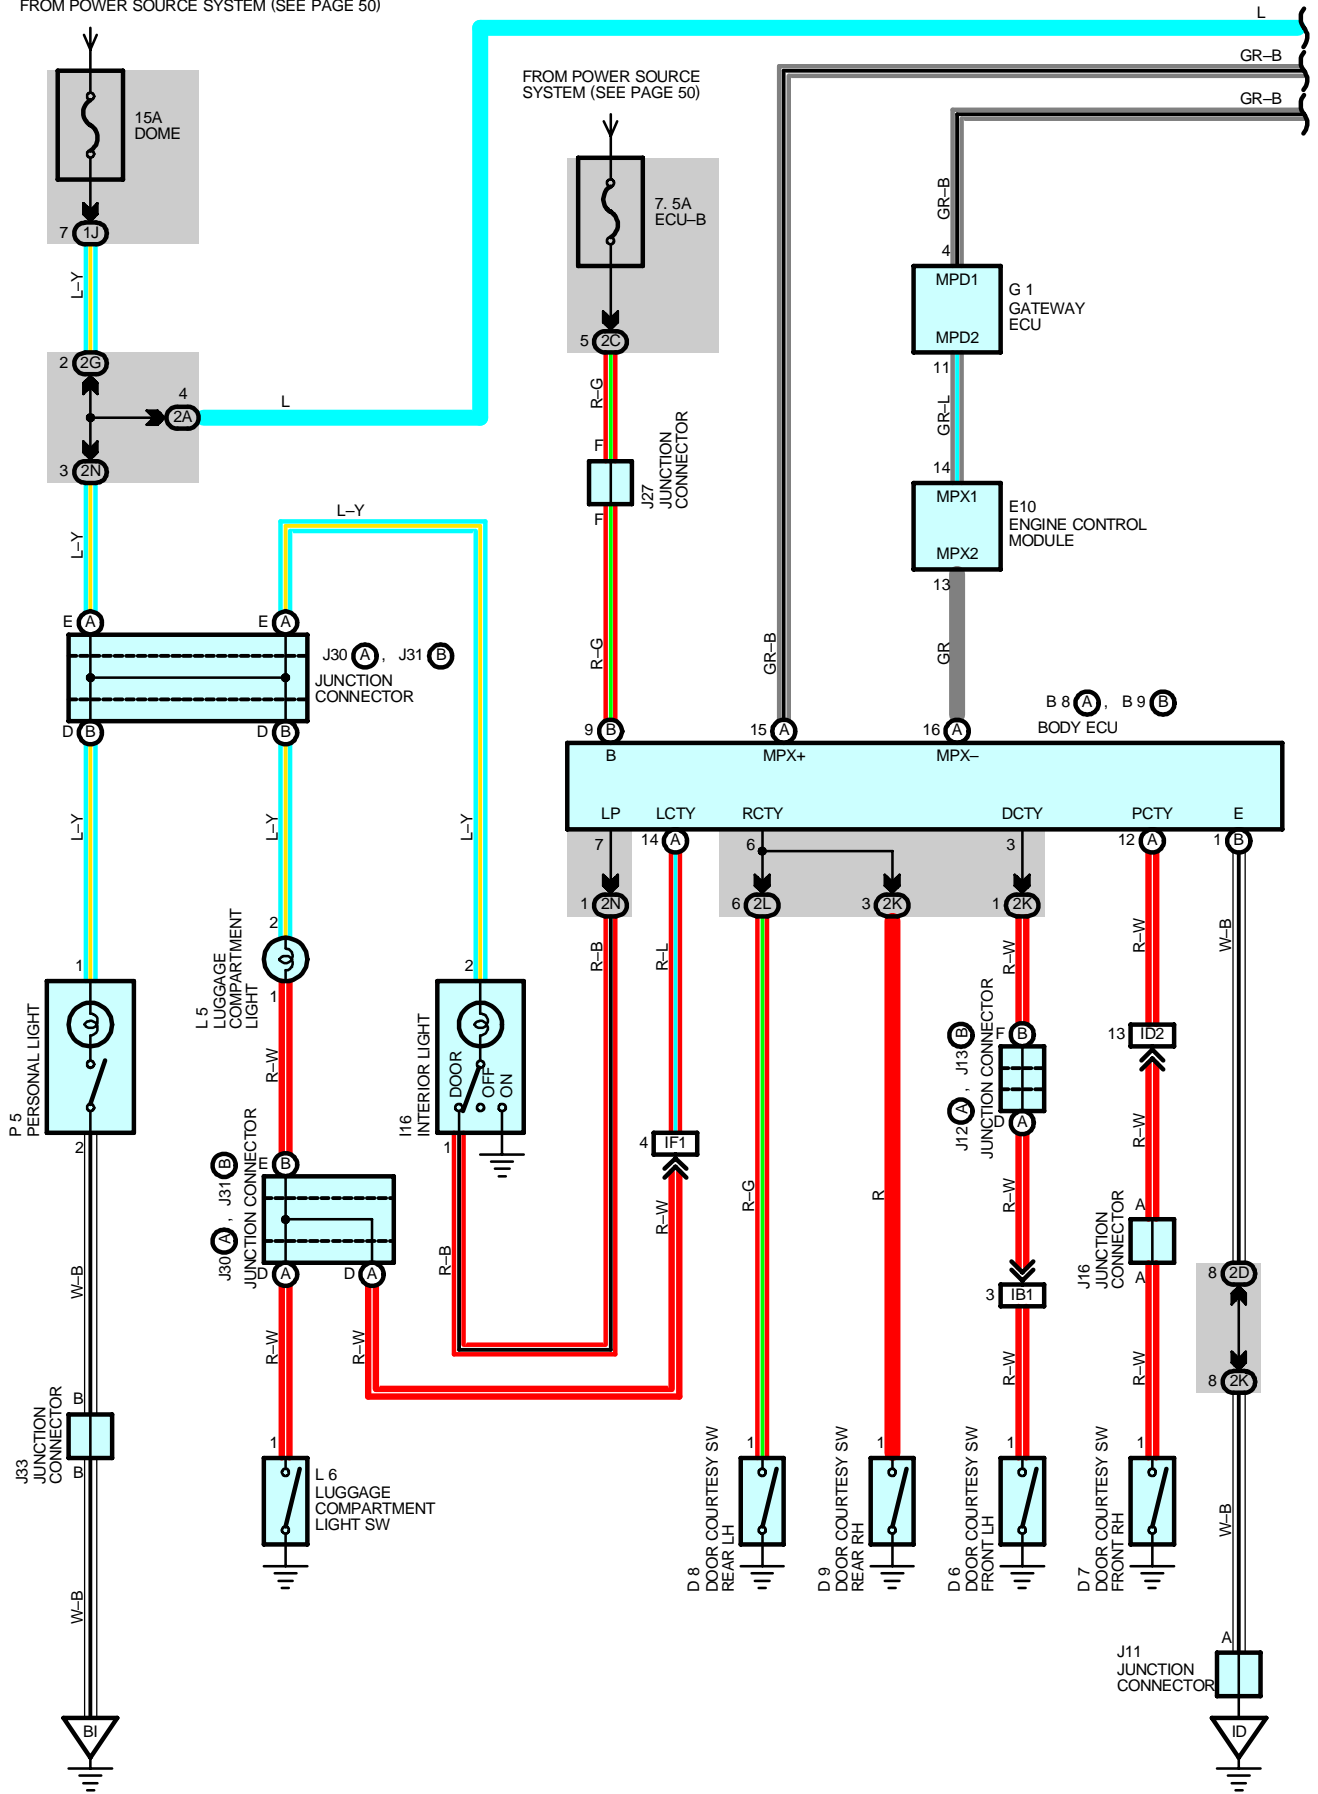 FROM POWER SOURCE SYSTEM (SEE PAGE 50)
L
GR–B
GR–B
FROM POWER SOURCE
SYSTEM (SEE PAGE 50)
15A
DOME
7 1J
7. 5A
ECU–B
5 2C
L–Y
GR–B
4
MPD1
MPD2
G 1
GATEWAY
ECU
11
2 2G
4
2A
L
3 2N
R–G
GR–L
F
J27
JUNCTION
CONNECTOR
F
14
MPX1
MPX2
E10
ENGINE CONTROL
MODULE
13
L–Y
L–Y
E A
E A
J30 A , J31 B
JUNCTION
CONNECTOR
D B
D B
R–G
GR–B
GR
B 8 A , B 9 B
BODY ECU
9 B
15 A
16 A
B
MPX+
MPX–
LP
LCTY
RCTY
DCTY
PCTY
E
L–Y
L–Y
L–Y
7
14 A
6
3
12 A
1 B
1 2N
6 2L
3 2K
1 2K
2
L 5
LUGGAGE
COMPARTMENT
LIGHT
1
R–B
R–L
R–W
R–W
W–B
1
P 5
PERSONAL LIGHT
2
2
I16
INTERIOR LIGHT
DOOR
OFF
ON
1
R–W
F B
J12 A , J13 B
JUNCTION CONNECTOR
D A
13 ID2
4 IF1
E B
J30 A , J31 B
JUNCTION CONNECTOR
D A
D A
R–W
R–W
R–G
R
R–W
W–B
R–B
A
J16
JUNCTION
CONNECTOR
A
8 2D
3 IB1
R–W
R–W
R–W
R–W
8 2K
B
J33
JUNCTION
CONNECTOR
B
1
L 6
LUGGAGE
COMPARTMENT
LIGHT SW
1
D 8
DOOR COURTESY SW
REAR LH
1
D 9
DOOR COURTESY SW
REAR RH
1
D 6
DOOR COURTESY SW
FRONT LH
1
D 7
DOOR COURTESY SW
FRONT RH
W–B
W–B
A
J11
JUNCTION
CONNECTOR
BI
ID